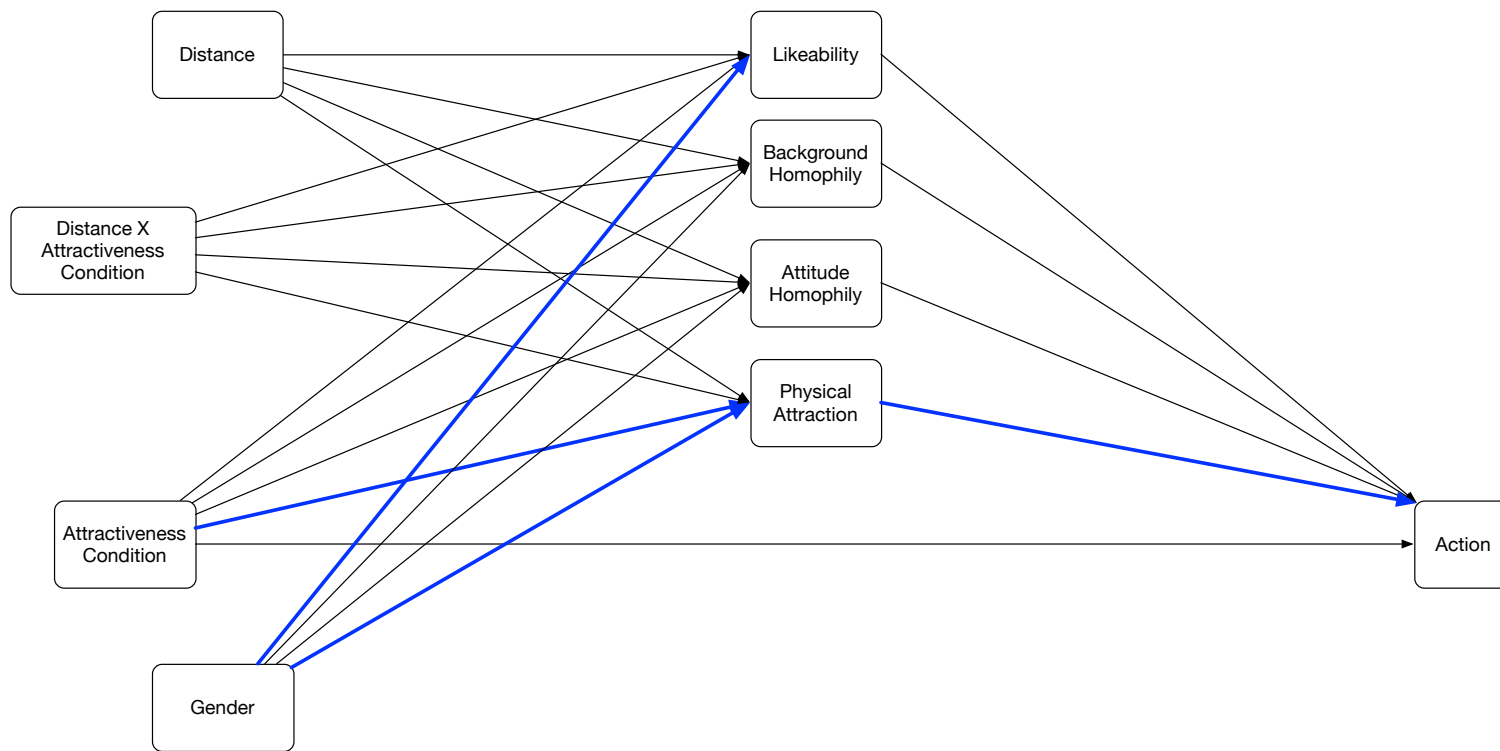 Distance
Likeability
Background
Homophily
Distance X
Attractiveness
Condition
Attitude
Homophily
Physical
Attraction
Attractiveness
Condition
Action
Gender